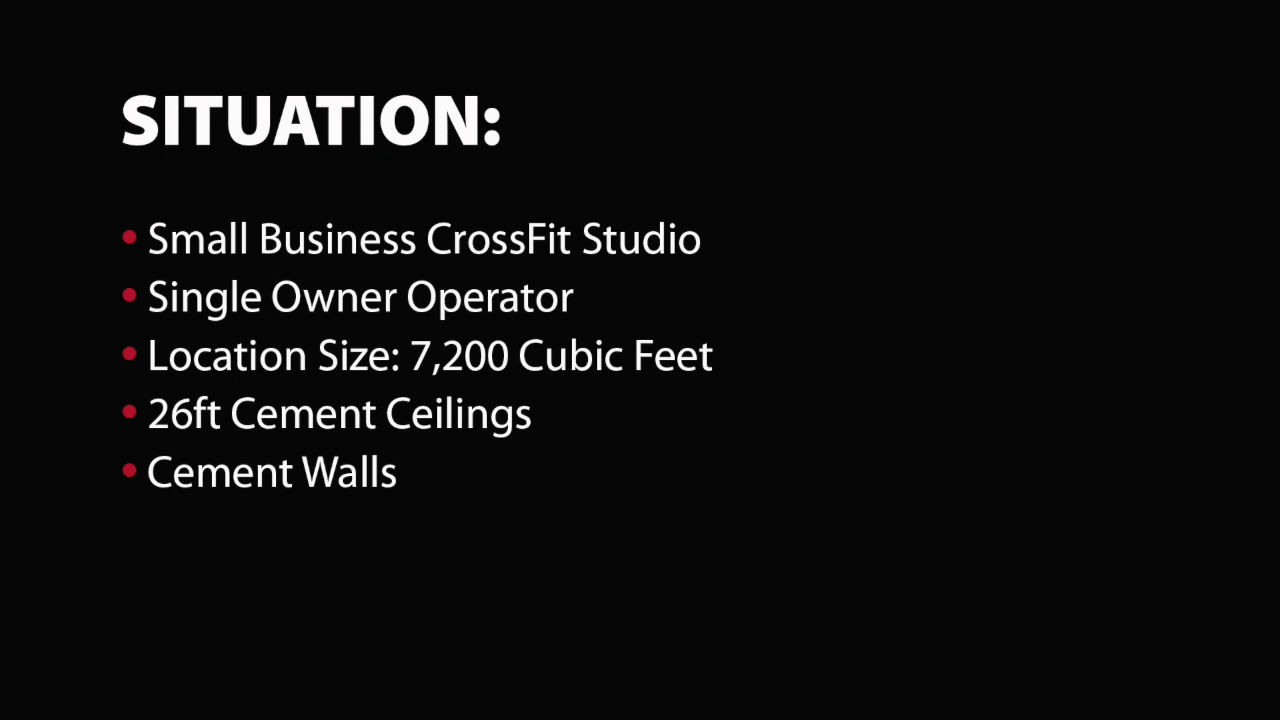 SITUATION:
• Small Business CrossFit Studio
• Single Owner Operator
• Location Size: 7,200 Cubic Feet
• 26ft Cement Ceilings
• Cement Walls